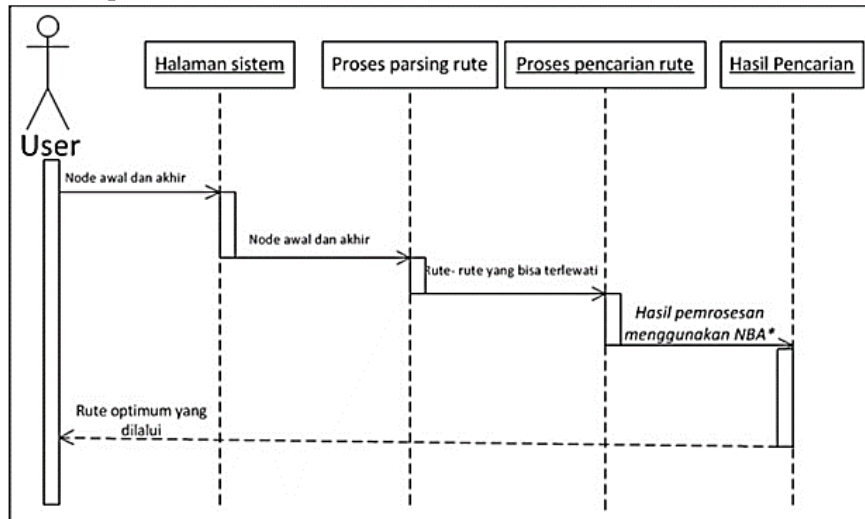 Halaman sistem
Proses parsing rute
Proses pencarian rute
Hasil Pencarian
User
Node awal dan akhir
Node awal dan akhir
Rute- rute yang bisa terlewati
Hasil pemrosesan
menggunakan NBA*
Rute optimum yang
dilalui